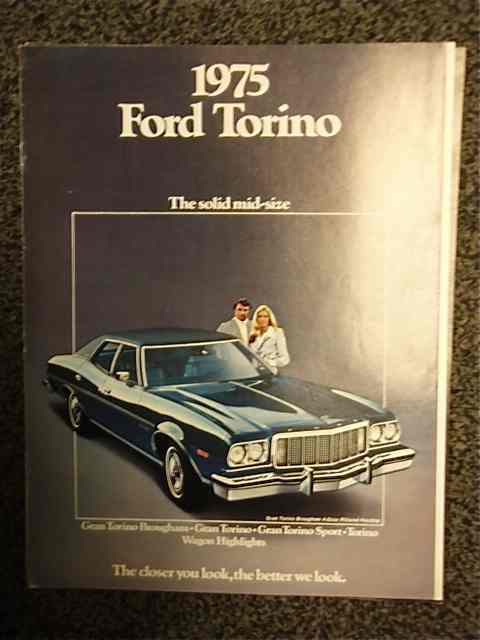 1975
Ford Torino
The solid mid-size
Gran Torino Brougham • Gran Torino • Gran Torino Sport • Torino
Wagon Highlights
The closer you look, the better we look.